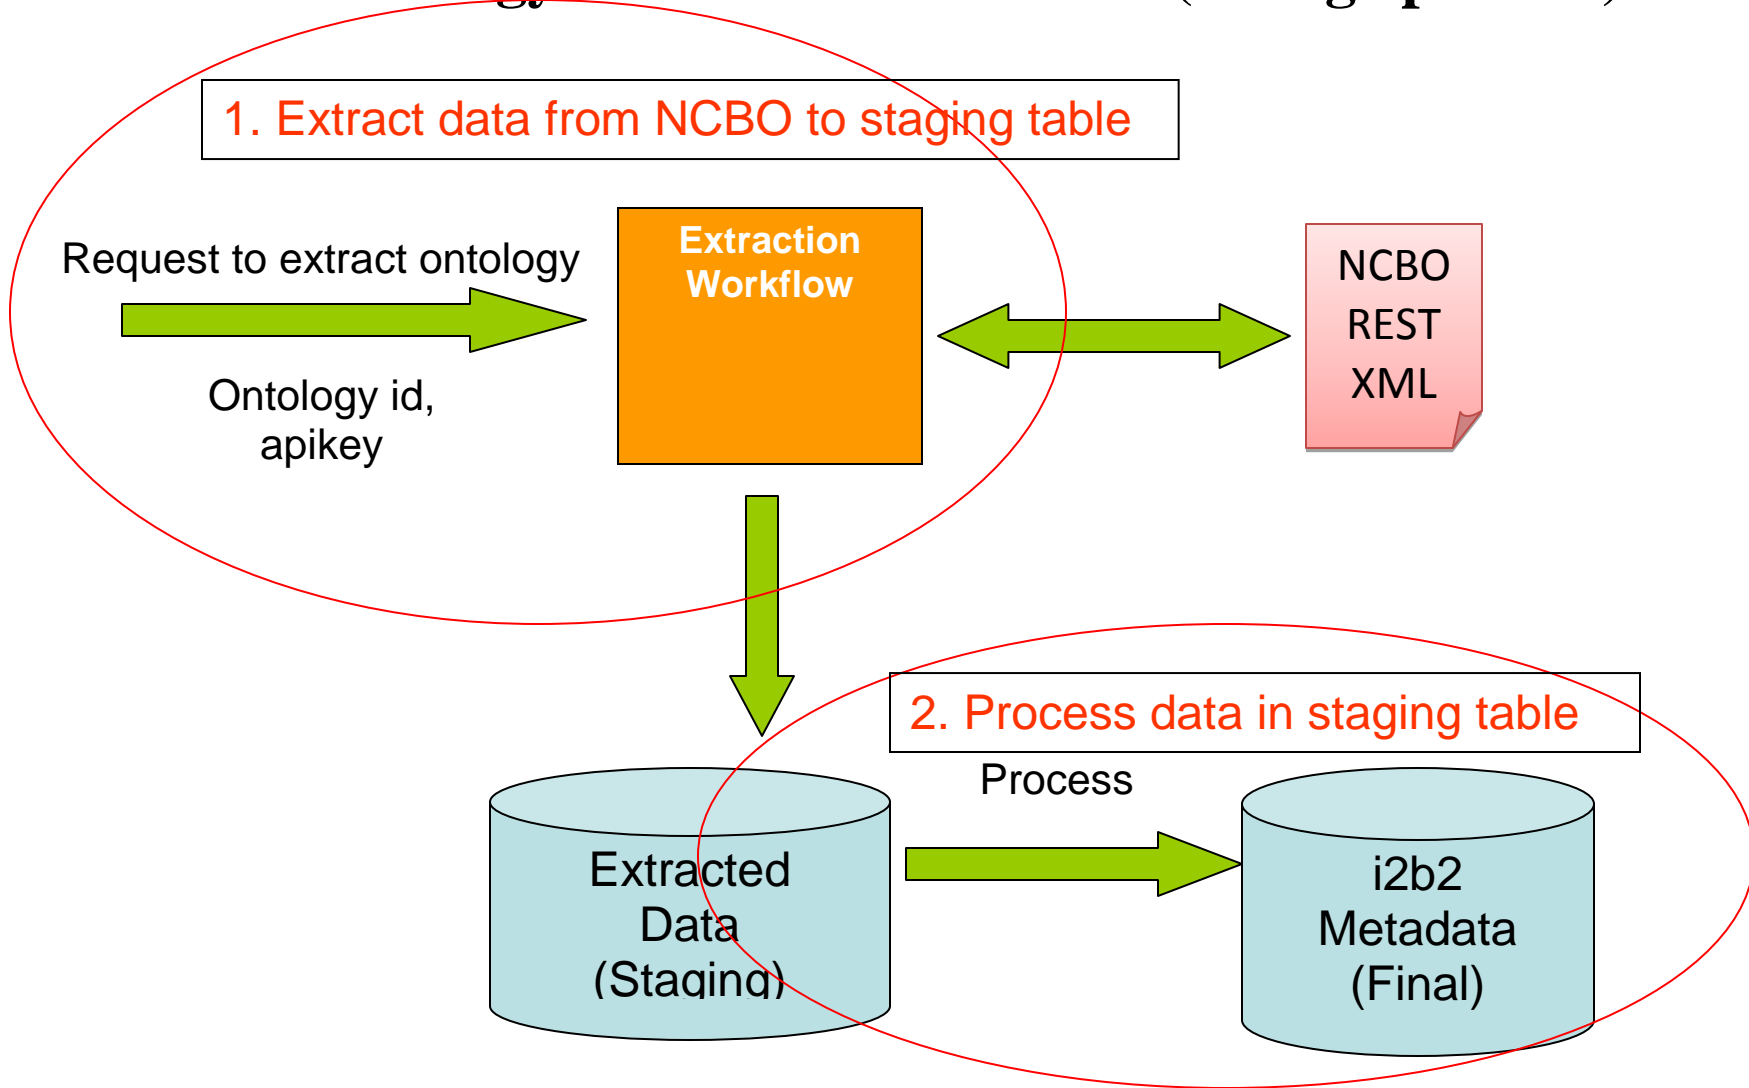 1. Extract data from NCBO to staging table
Request to extract ontology
Extraction
Workflow
NCBO
REST
XML
Ontology id,
apikey
2. Process data in staging table
Process
Extracted
Data
(Staging)
i2b2
Metadata
(Final)